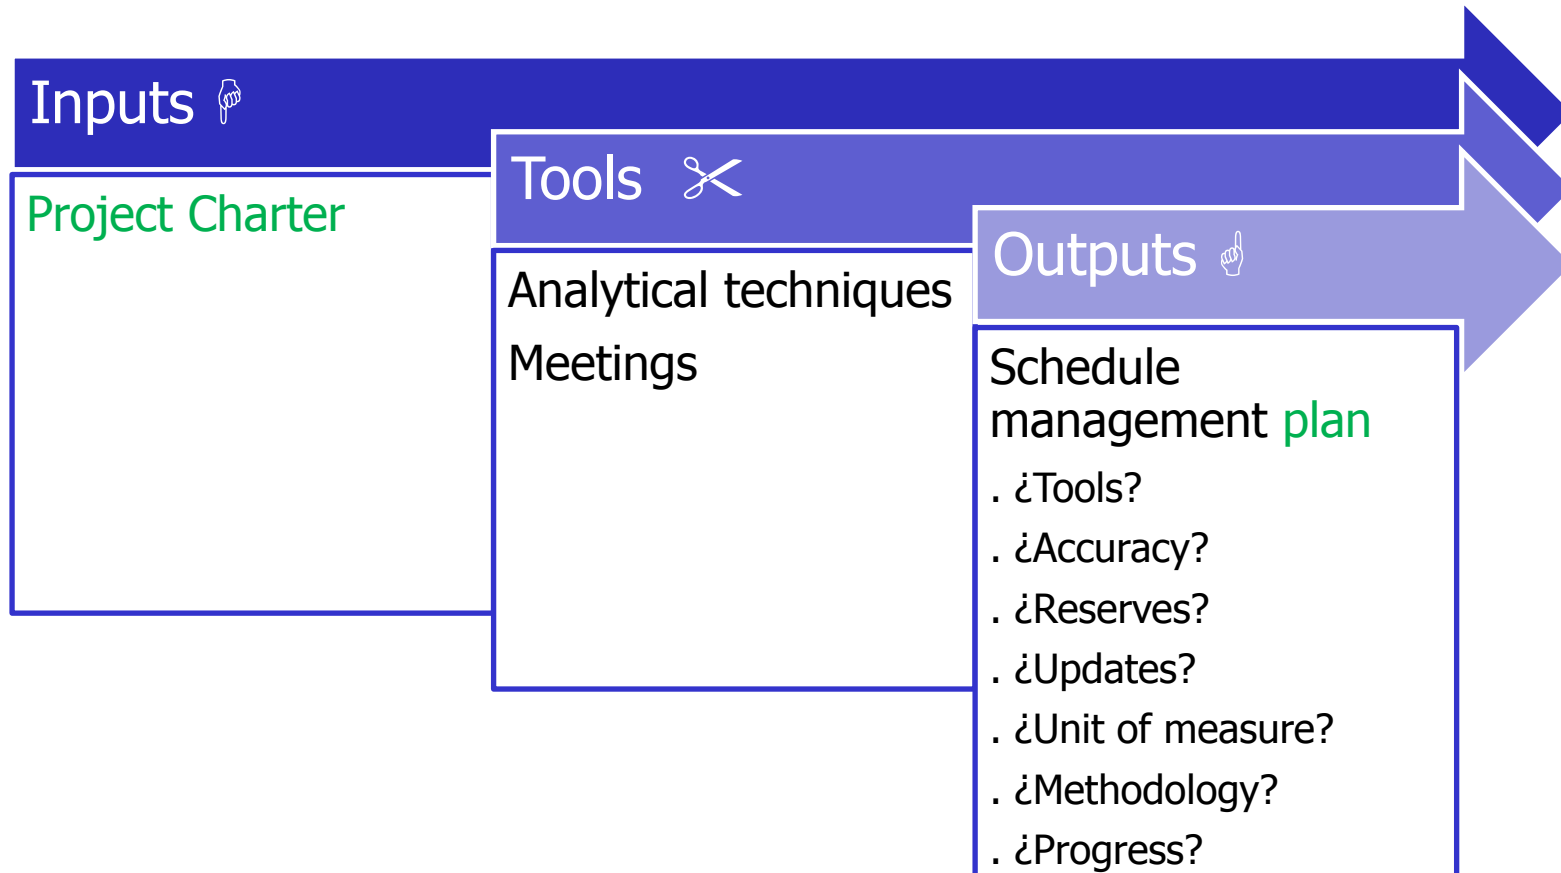 Inputs
Project Charter
Tools
Analytical techniques
Meetings
Outputs
Schedule
management plan
. ¿Tools?
. ¿Accuracy?
. ¿Reserves?
. ¿Updates?
. ¿Unit of measure?
. ¿Methodology?
. ¿Progress?